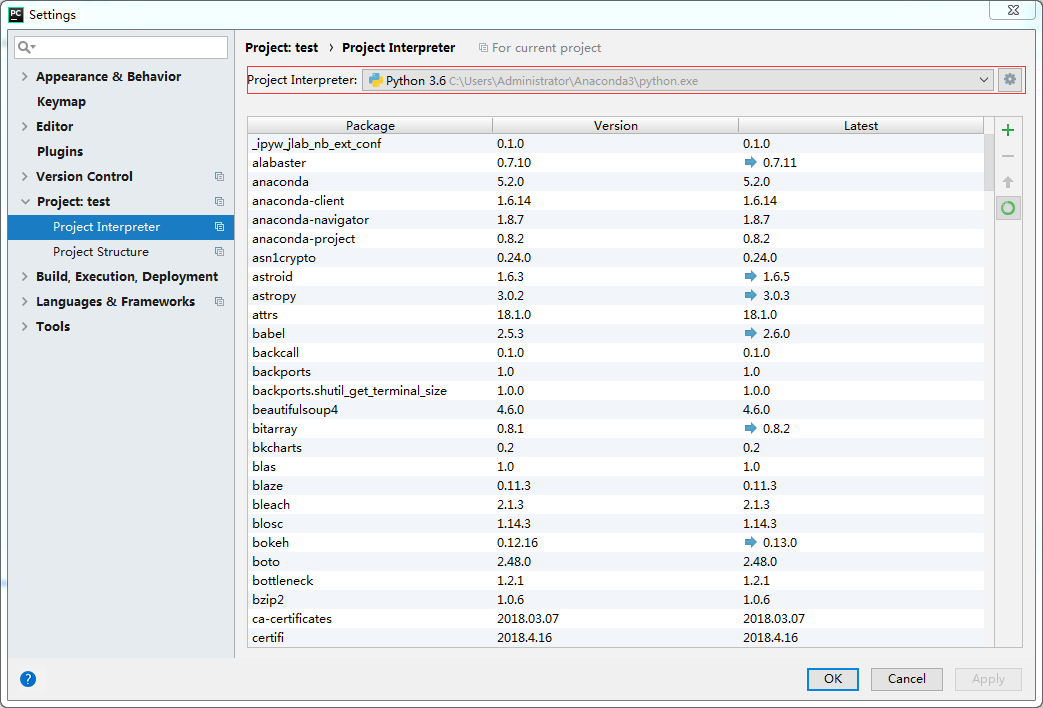 PC Settings
Project: test › Project Interpreter For current project
Appearance & Behavior
Keymap
Editor
Plugins
Version Control
Project: test
Project Interpreter
Project Structure
Build, Execution, Deployment
Languages & Frameworks
Tools
Project Interpreter: Python 3.6 C:\Users\Administrator\Anaconda3\python.exe
Package Version Latest
_ipyw_jlab_nb_ext_conf 0.1.0 0.1.0
alabaster 0.7.10 0.7.11
anaconda 5.2.0 5.2.0
anaconda-client 1.6.14 1.6.14
anaconda-navigator 1.8.7 1.8.7
anaconda-project 0.8.2 0.8.2
asn1crypto 0.24.0 0.24.0
astroid 1.6.3 1.6.5
astropy 3.0.2 3.0.3
attrs 18.1.0 18.1.0
babel 2.5.3 2.6.0
backcall 0.1.0 0.1.0
backports 1.0 1.0
backports.shutil_get_terminal_size 1.0.0 1.0.0
beautifulsoup4 4.6.0 4.6.0
bitarray 0.8.1 0.8.2
bkcharts 0.2 0.2
blas 1.0 1.0
blaze 0.11.3 0.11.3
bleach 2.1.3 2.1.3
blosc 1.14.3 1.14.3
bokeh 0.12.16 0.13.0
boto 2.48.0 2.48.0
bottleneck 1.2.1 1.2.1
bzip2 1.0.6 1.0.6
ca-certificates 2018.03.07 2018.03.07
certifi 2018.4.16 2018.4.16
? OK Cancel Apply